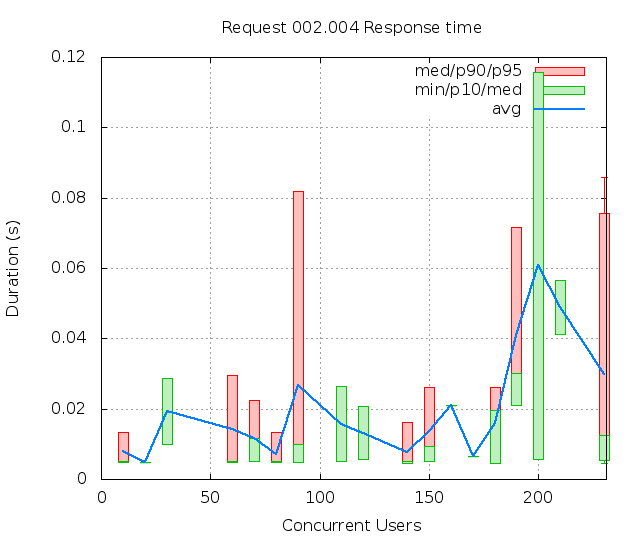 Request 002.004 Response time
0.12
0.1
0.08
0.06
0.04
0.02
0
Duration (s)
med/p90/p95
min/p10/med
avg
0 50 100 150 200
Concurrent Users